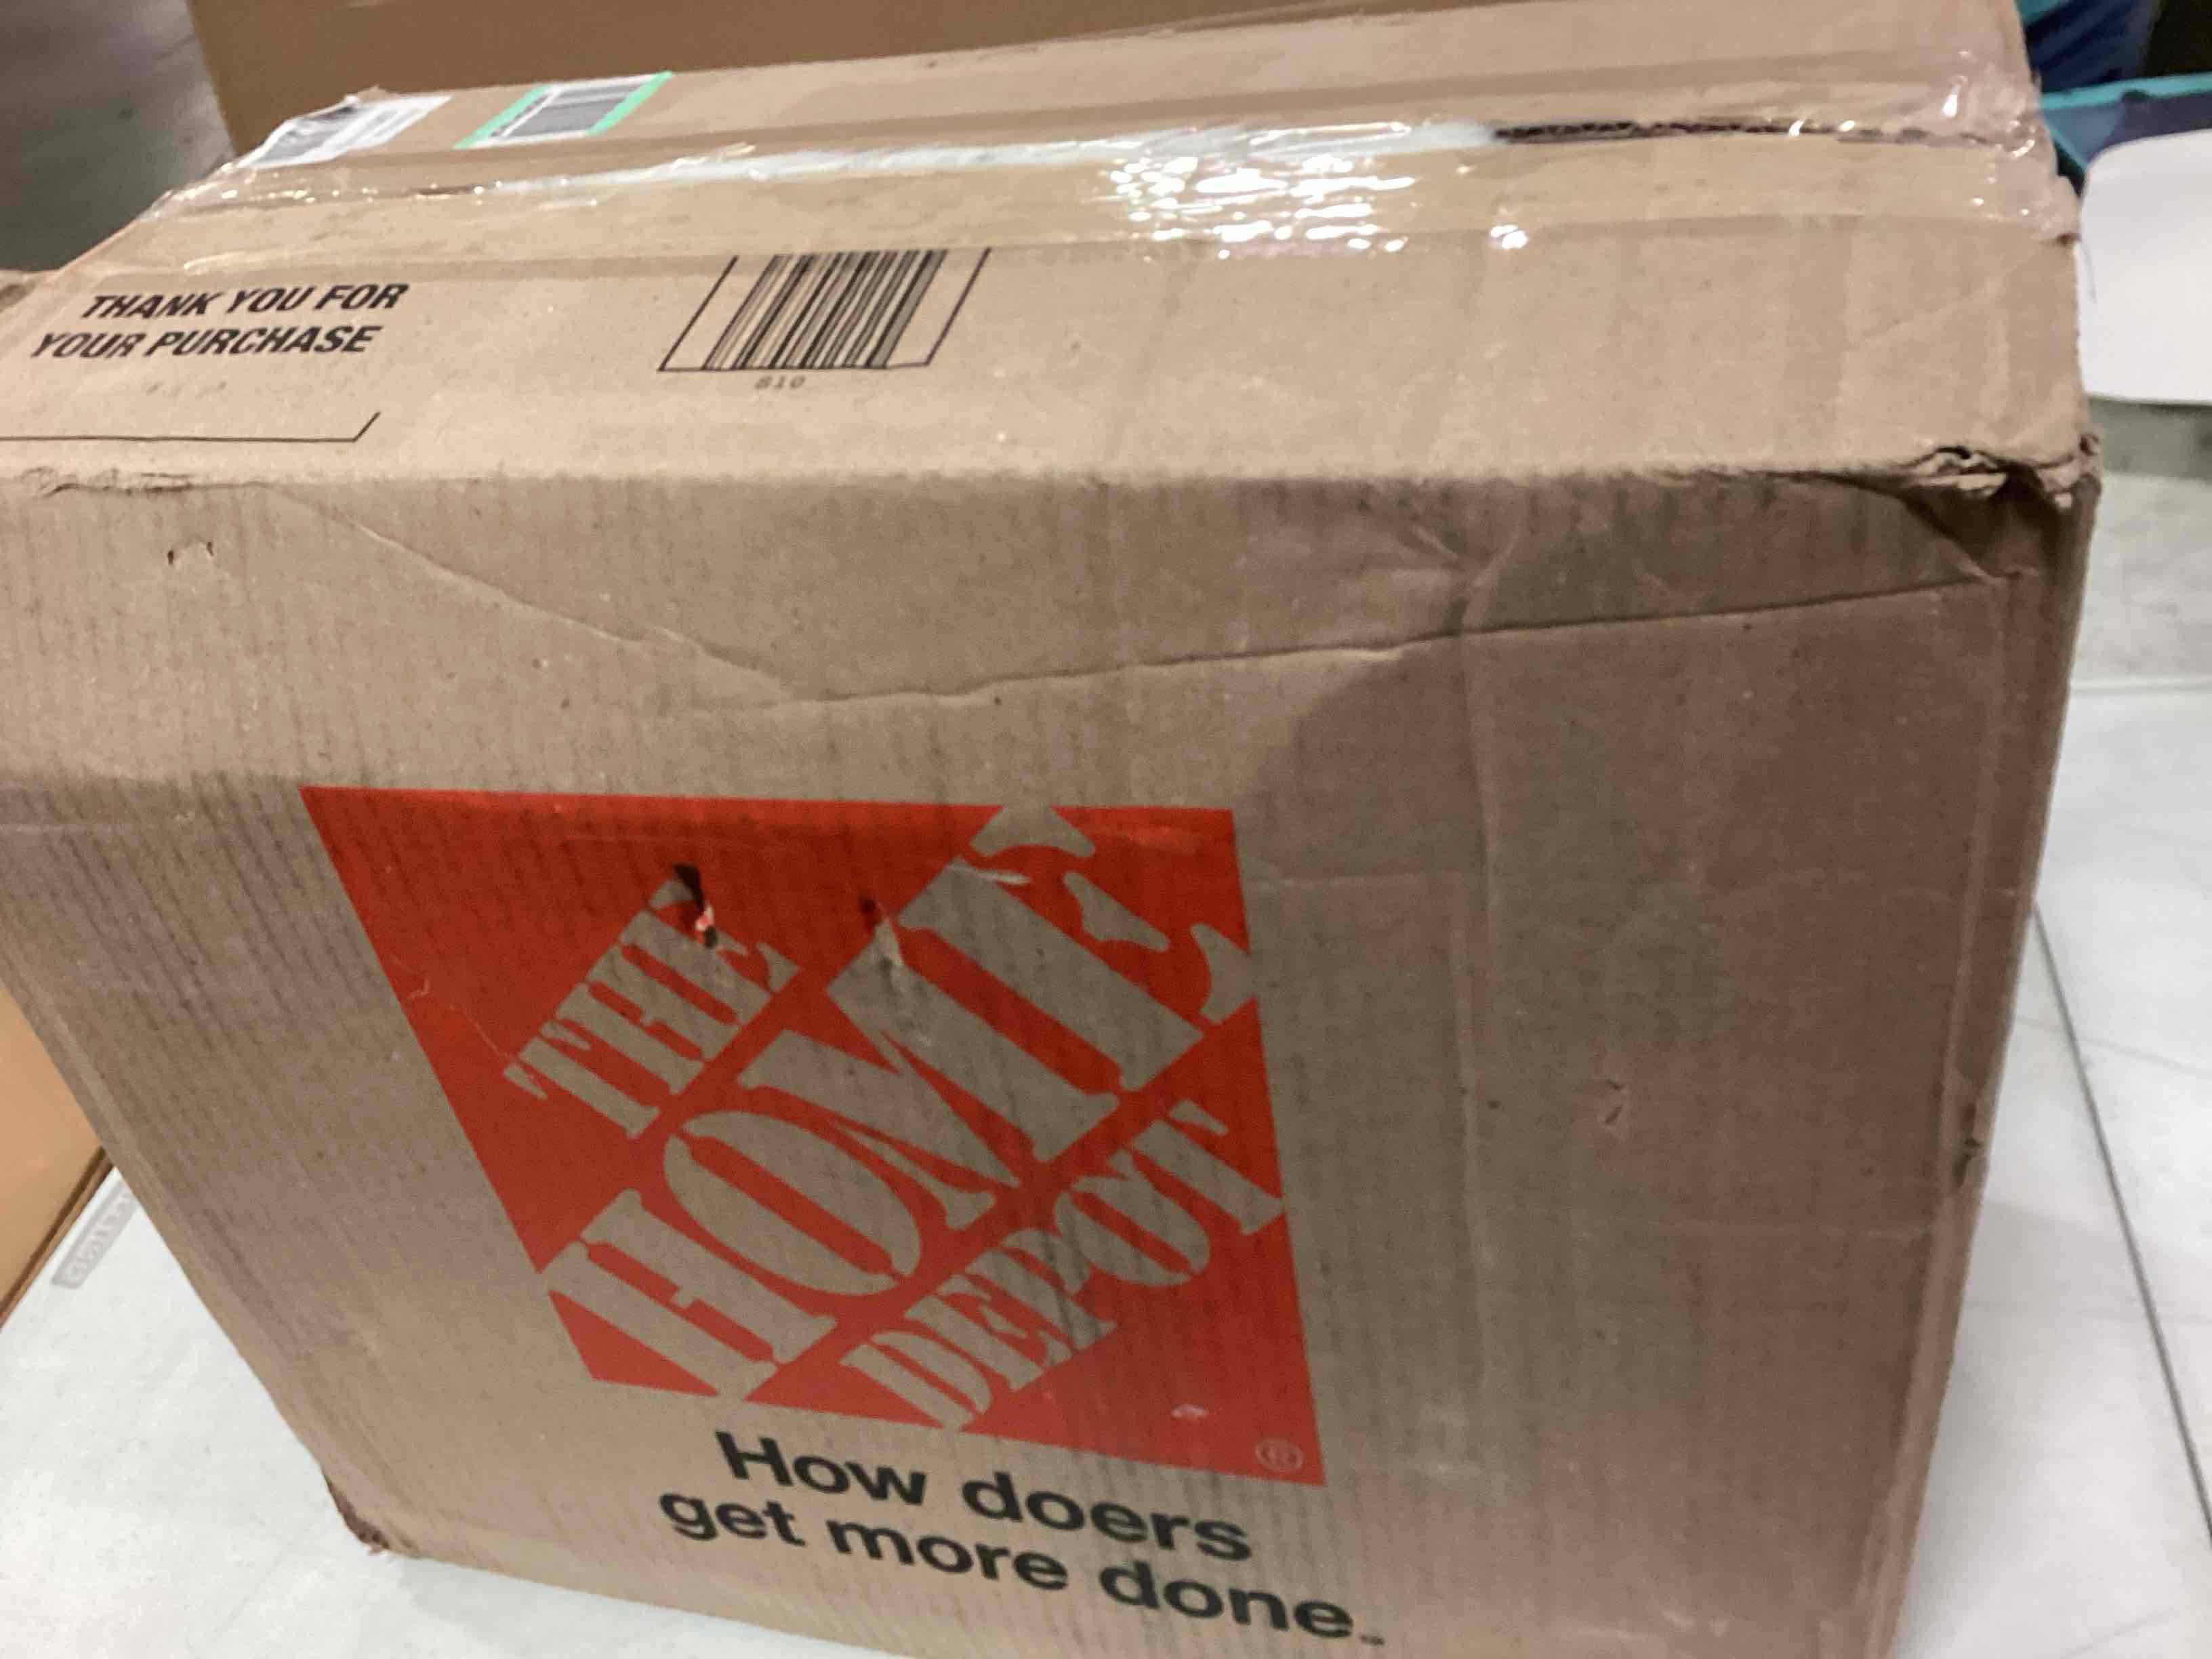 THANK YOU FOR
YOUR PURCHASE
810
THE
HOME
DEPOT
®
How doers
get more done.